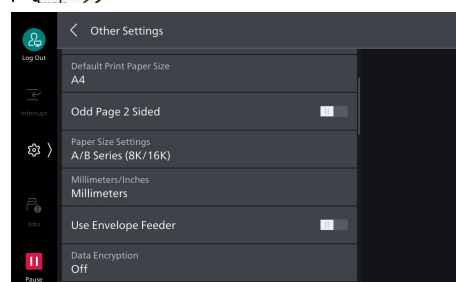 Other Settings
Log Out
Default Print Paper Size
A4
Interrupt
Odd Page 2 Sided
Paper Size Settings
A/B Series (8K/16K)
Millimeters/Inches
Millimeters
Jobs
Use Envelope Feeder
Data Encryption
Off
Pause